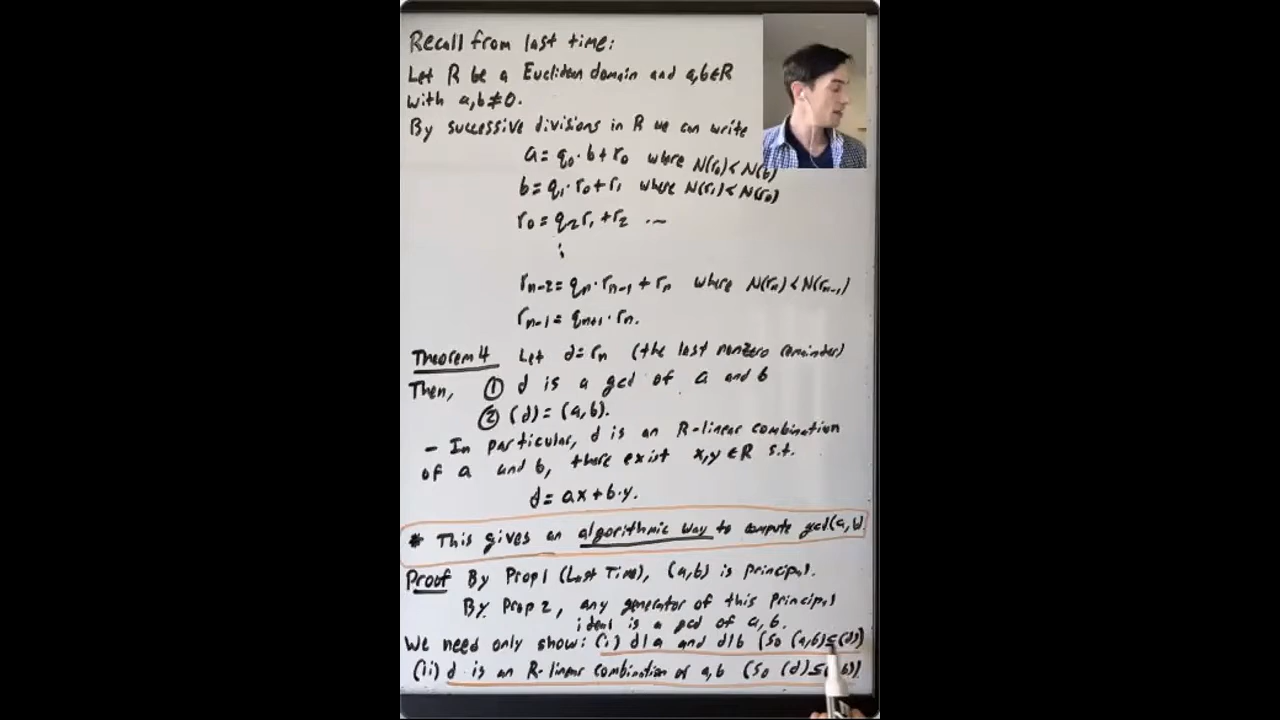 Recall from last time:
Let R be a Euclidean domain and a,b∈R
with a,b≠0.
By successive divisions in R we can write
a = q₀·b + r₀ where N(r₀) < N(b)
b = q₁·r₀ + r₁ where N(r₁) < N(r₀)
r₀ = q₂r₁ + r₂ ...
⋮
rₙ₋₂ = qₙ·rₙ₋₁ + rₙ where N(rₙ) < N(rₙ₋₁)
rₙ₋₁ = qₙ₊₁·rₙ.
Theorem 4 Let d = rₙ (the last nonzero remainder)
Then, ① d is a gcd of a and b
② (d) = (a,b).
- In particular, d is an R-linear combination
of a and b, there exist x,y ∈ R s.t.
d = ax + b·y.
* This gives an algorithmic way to compute gcd(a,b).
Proof By Prop 1 (Last Time), (a,b) is principal.
By Prop 2, any generator of this principal
ideal is a gcd of a,b.
We need only show: (i) d|a and d|b (So (a,b) ⊆ (d))
(ii) d is an R-linear combination of a,b (So (d) ⊆ (a,b))